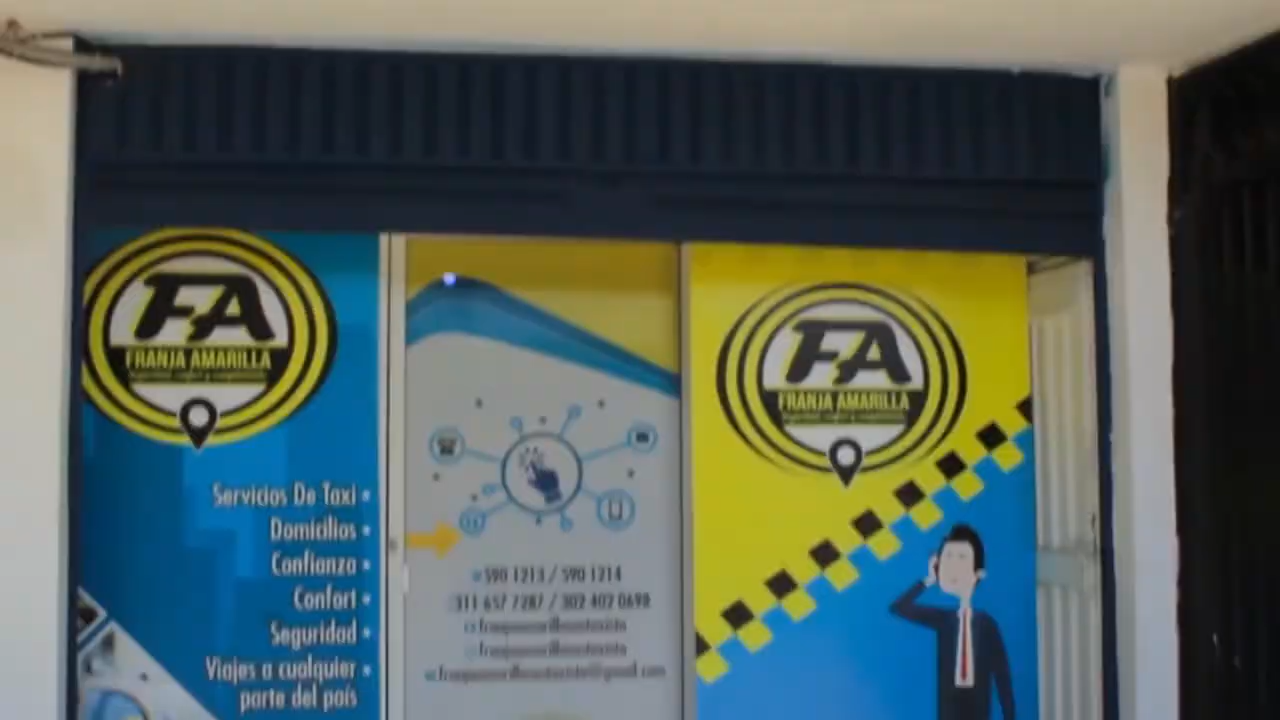 FA
FRANJA AMARILLA
Servicios De Taxi
Domicilios
Confianza
Confort
Seguridad
Viajes a cualquier
parte del país
590 1213 / 590 1214
311 657 7287 / 302 402 0698
FA
FRANJA AMARILLA